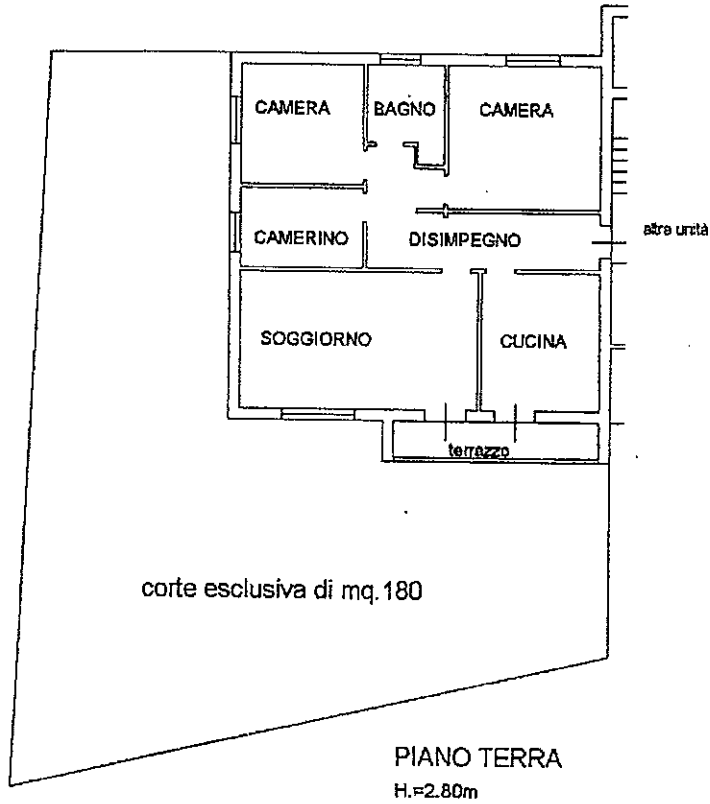 CAMERA
BAGNO
CAMERA
altra unità
CAMERINO
DISIMPEGNO
SOGGIORNO
CUCINA
terrazzo
corte esclusiva di mq.180
PIANO TERRA
H.=2.80m